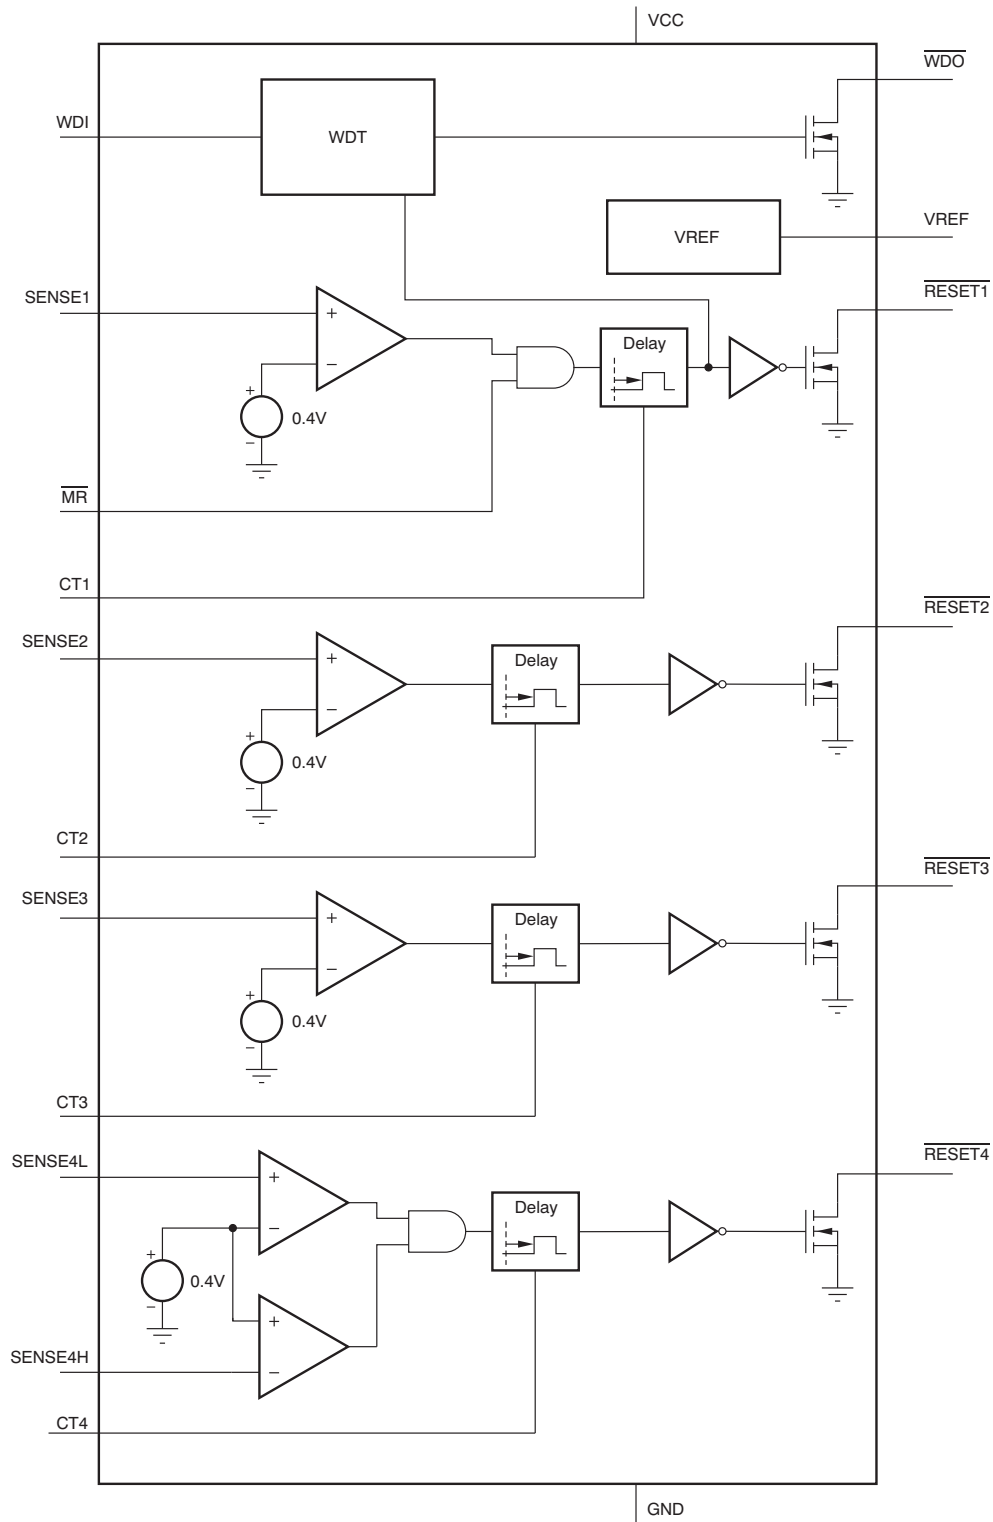 VCC
WDO
WDI
WDT
VREF
VREF
SENSE1
RESET1
+
Delay
−
+
0.4V
−
MR
CT1
RESET2
SENSE2
+
Delay
−
+
0.4V
−
CT2
RESET3
SENSE3
+
Delay
−
+
0.4V
−
CT3
RESET4
SENSE4L
+
Delay
−
+
0.4V
−
+
SENSE4H
−
CT4
GND